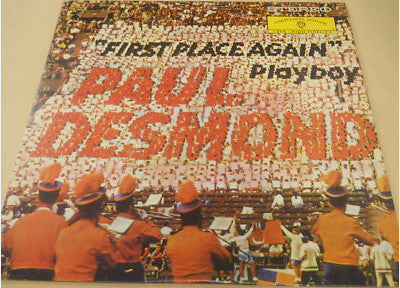 STEREO
"FIRST PLACE AGAIN"
Playboy
PAUL
DESMOND